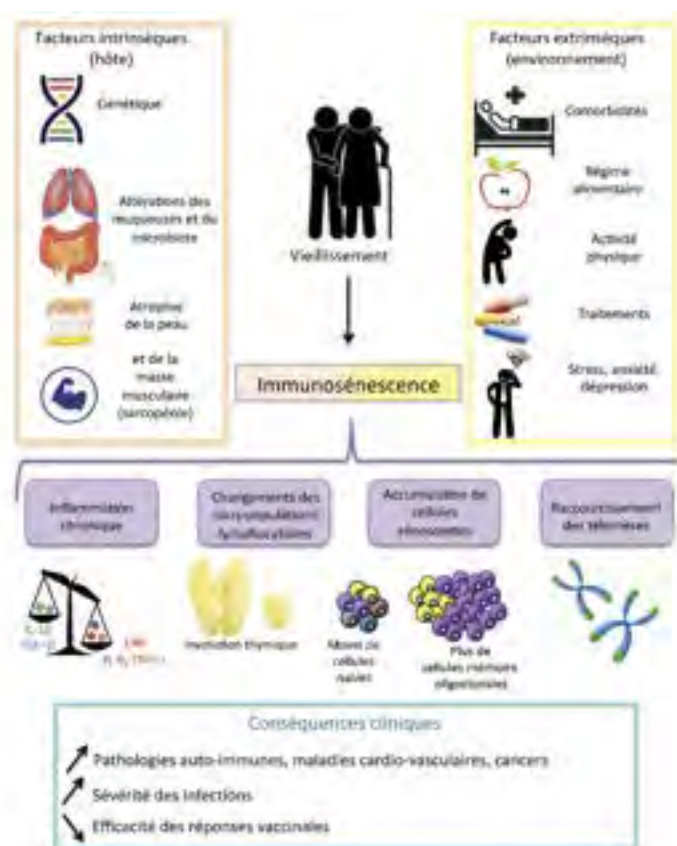 Facteurs intrinsèques
(hôte)
Génétique
Altérations des
muqueuses et du
microbiote
Atrophie
de la peau
et de la
masse
musculaire
(sarcopénie)
Vieillissement
Immunosénescence
Facteurs extrinsèques
(environnement)
Comorbidités
Régime
alimentaire
Activité
physique
Traitements
Stress, anxiété
dépression
Inflammation
chronique
Changements des
sous-populations
lymphocytaires
Accumulation de
cellules
sénescentes
Raccourcissement
des télomères
Involution thymique
Moins de
cellules
naïves
Plus de
cellules mémoire
oligoclonales
Conséquences cliniques
Pathologies auto-immunes, maladies cardio-vasculaires, cancers
Sévérité des infections
Efficacité des réponses vaccinales